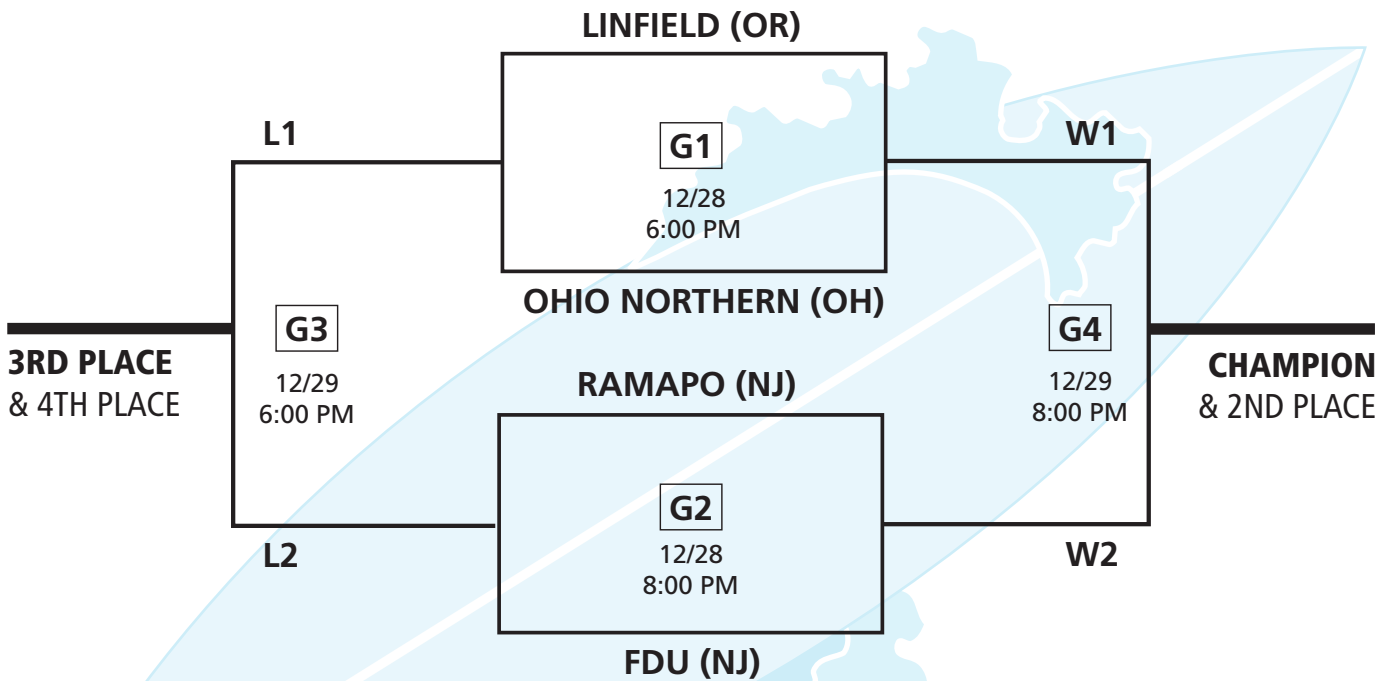 LINFIELD (OR)
L1
G1
W1
12/28
6:00 PM
OHIO NORTHERN (OH)
G3
G4
3RD PLACE
& 4TH PLACE
12/29
6:00 PM
RAMAPO (NJ)
12/29
8:00 PM
CHAMPION
& 2ND PLACE
G2
12/28
8:00 PM
L2
W2
FDU (NJ)